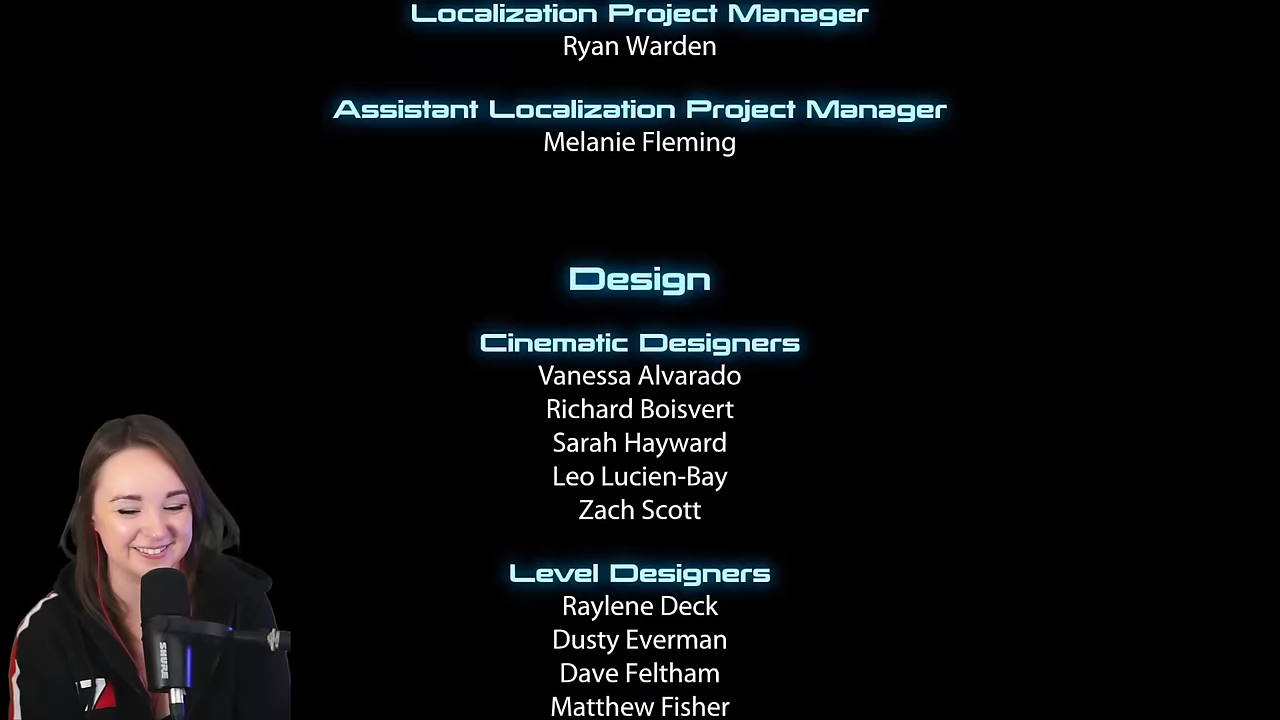 Localization Project Manager
Ryan Warden
Assistant Localization Project Manager
Melanie Fleming
Design
Cinematic Designers
Vanessa Alvarado
Richard Boisvert
Sarah Hayward
Leo Lucien-Bay
Zach Scott
Level Designers
Raylene Deck
Dusty Everman
Dave Feltham
Matthew Fisher
SHURE